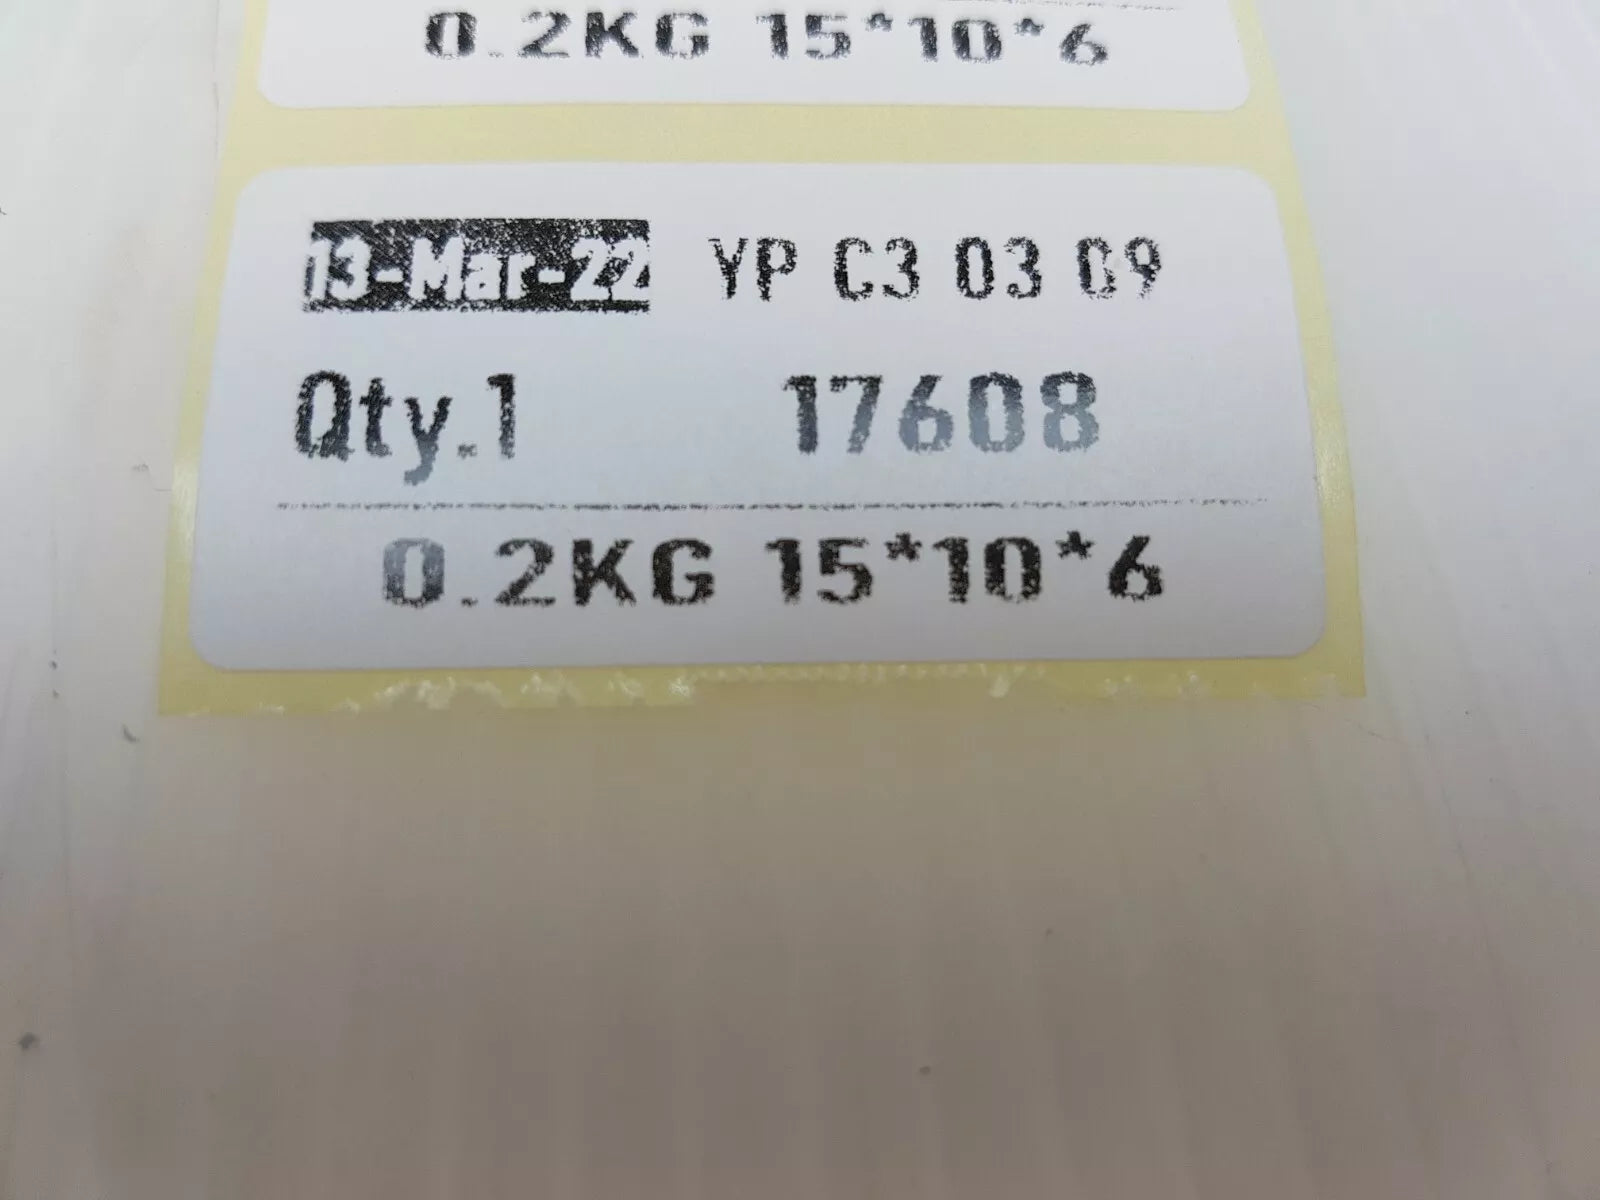 0.2KG 15*10*6
13-Mar-22 YP C3 03 09
Qty.1 17608
0.2KG 15*10*6